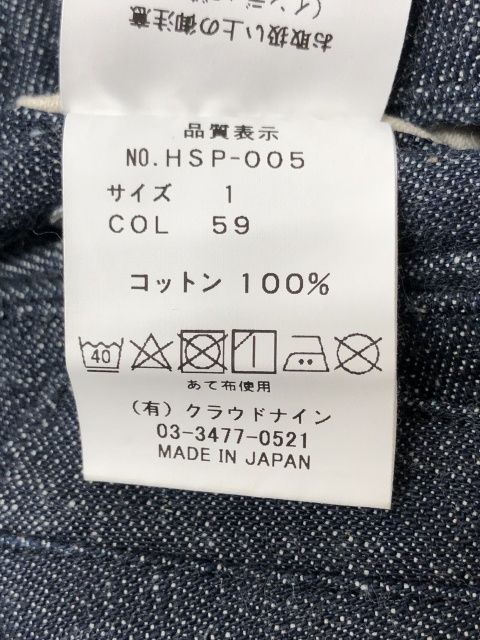 お取扱い上の御注意
品質表示
NO.HSP-005
サイズ 1
COL 59
コットン 100%
40
あて布使用
(有) クラウドナイン
03-3477-0521
MADE IN JAPAN